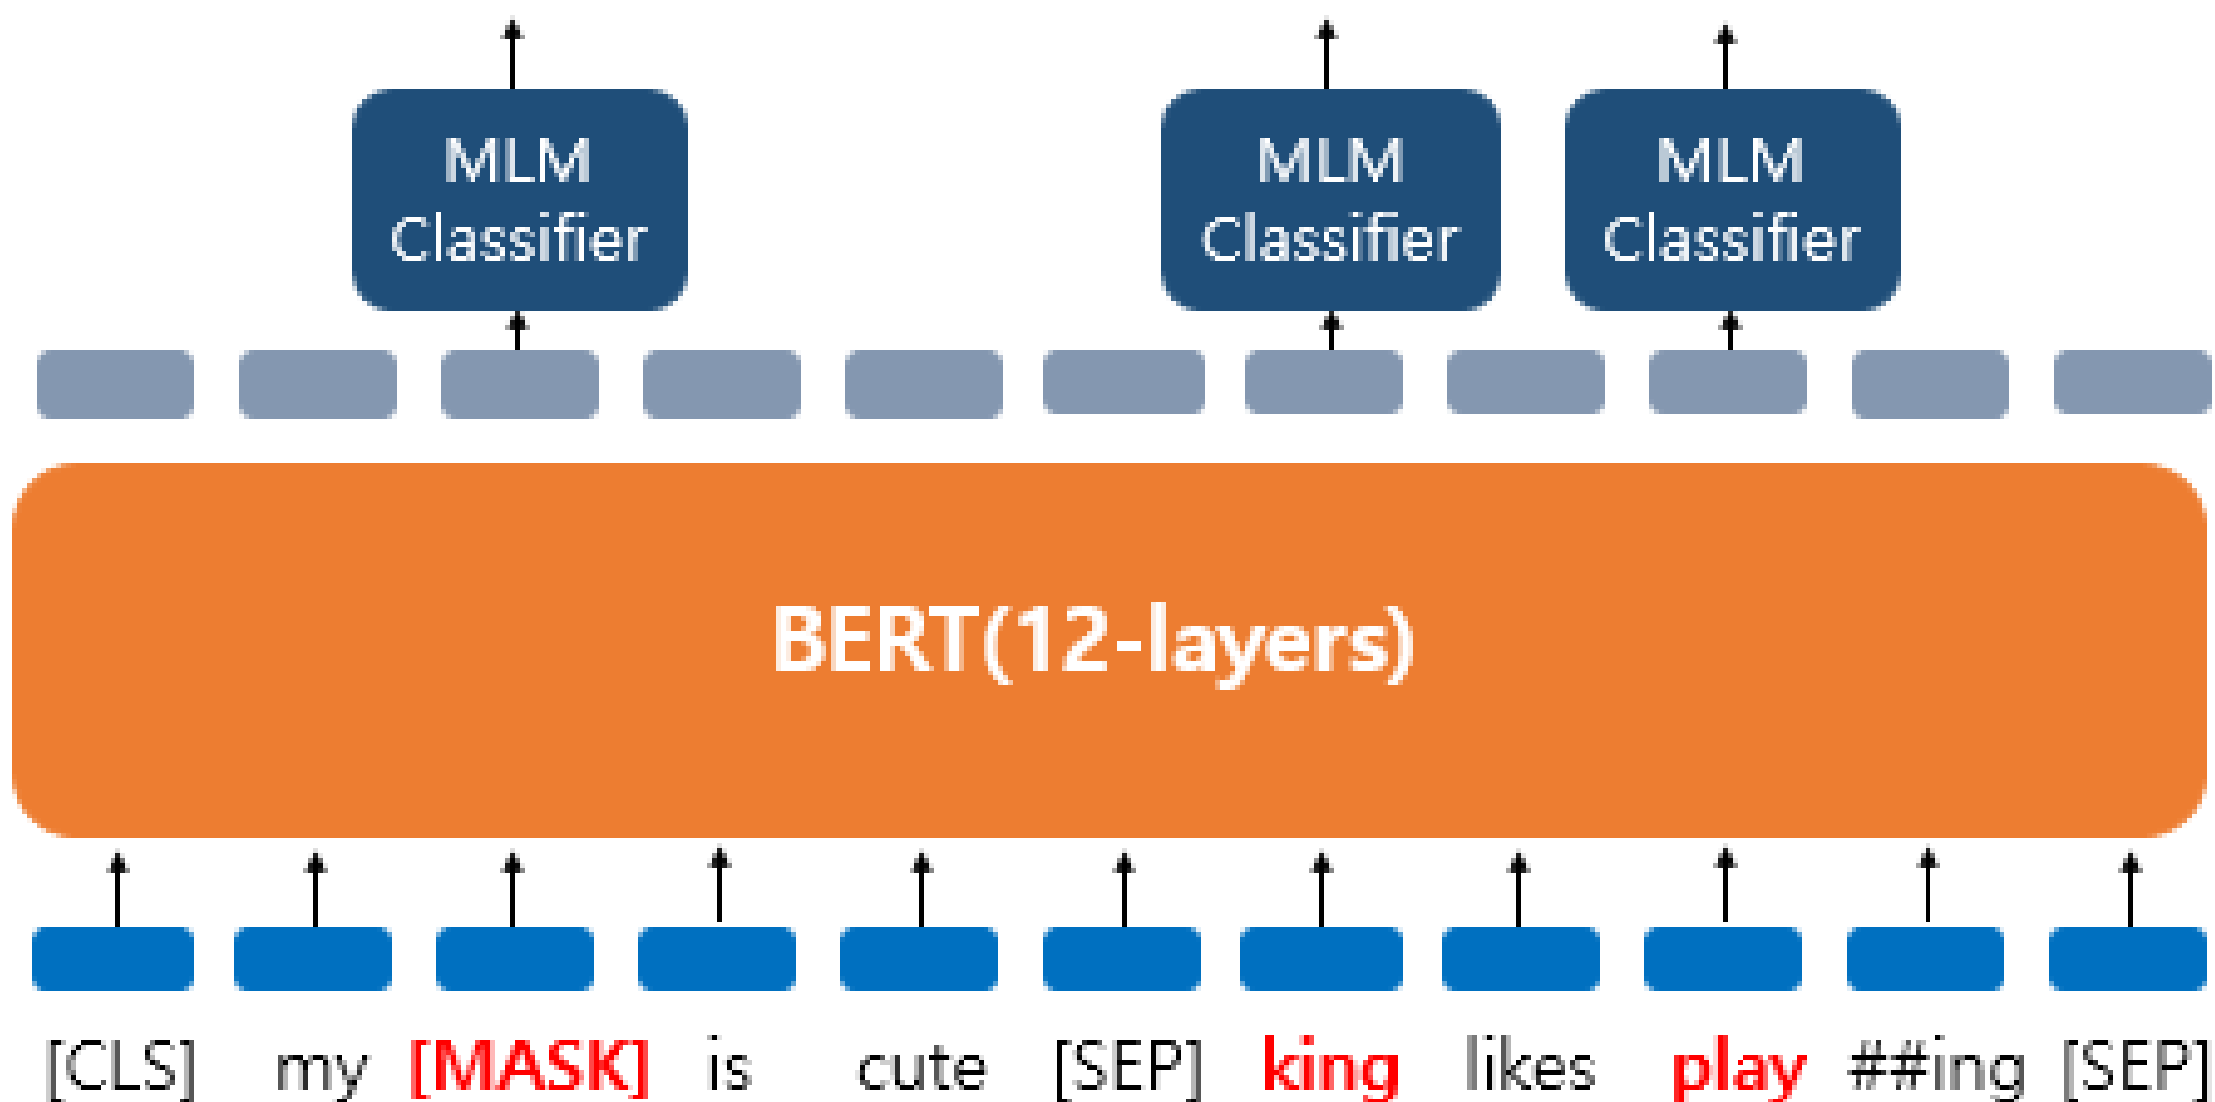 MLM
Classifier
MLM
Classifier
MLM
Classifier
BERT(12-layers)
[CLS] my [MASK] is cute [SEP] king likes play ##ing [SEP]